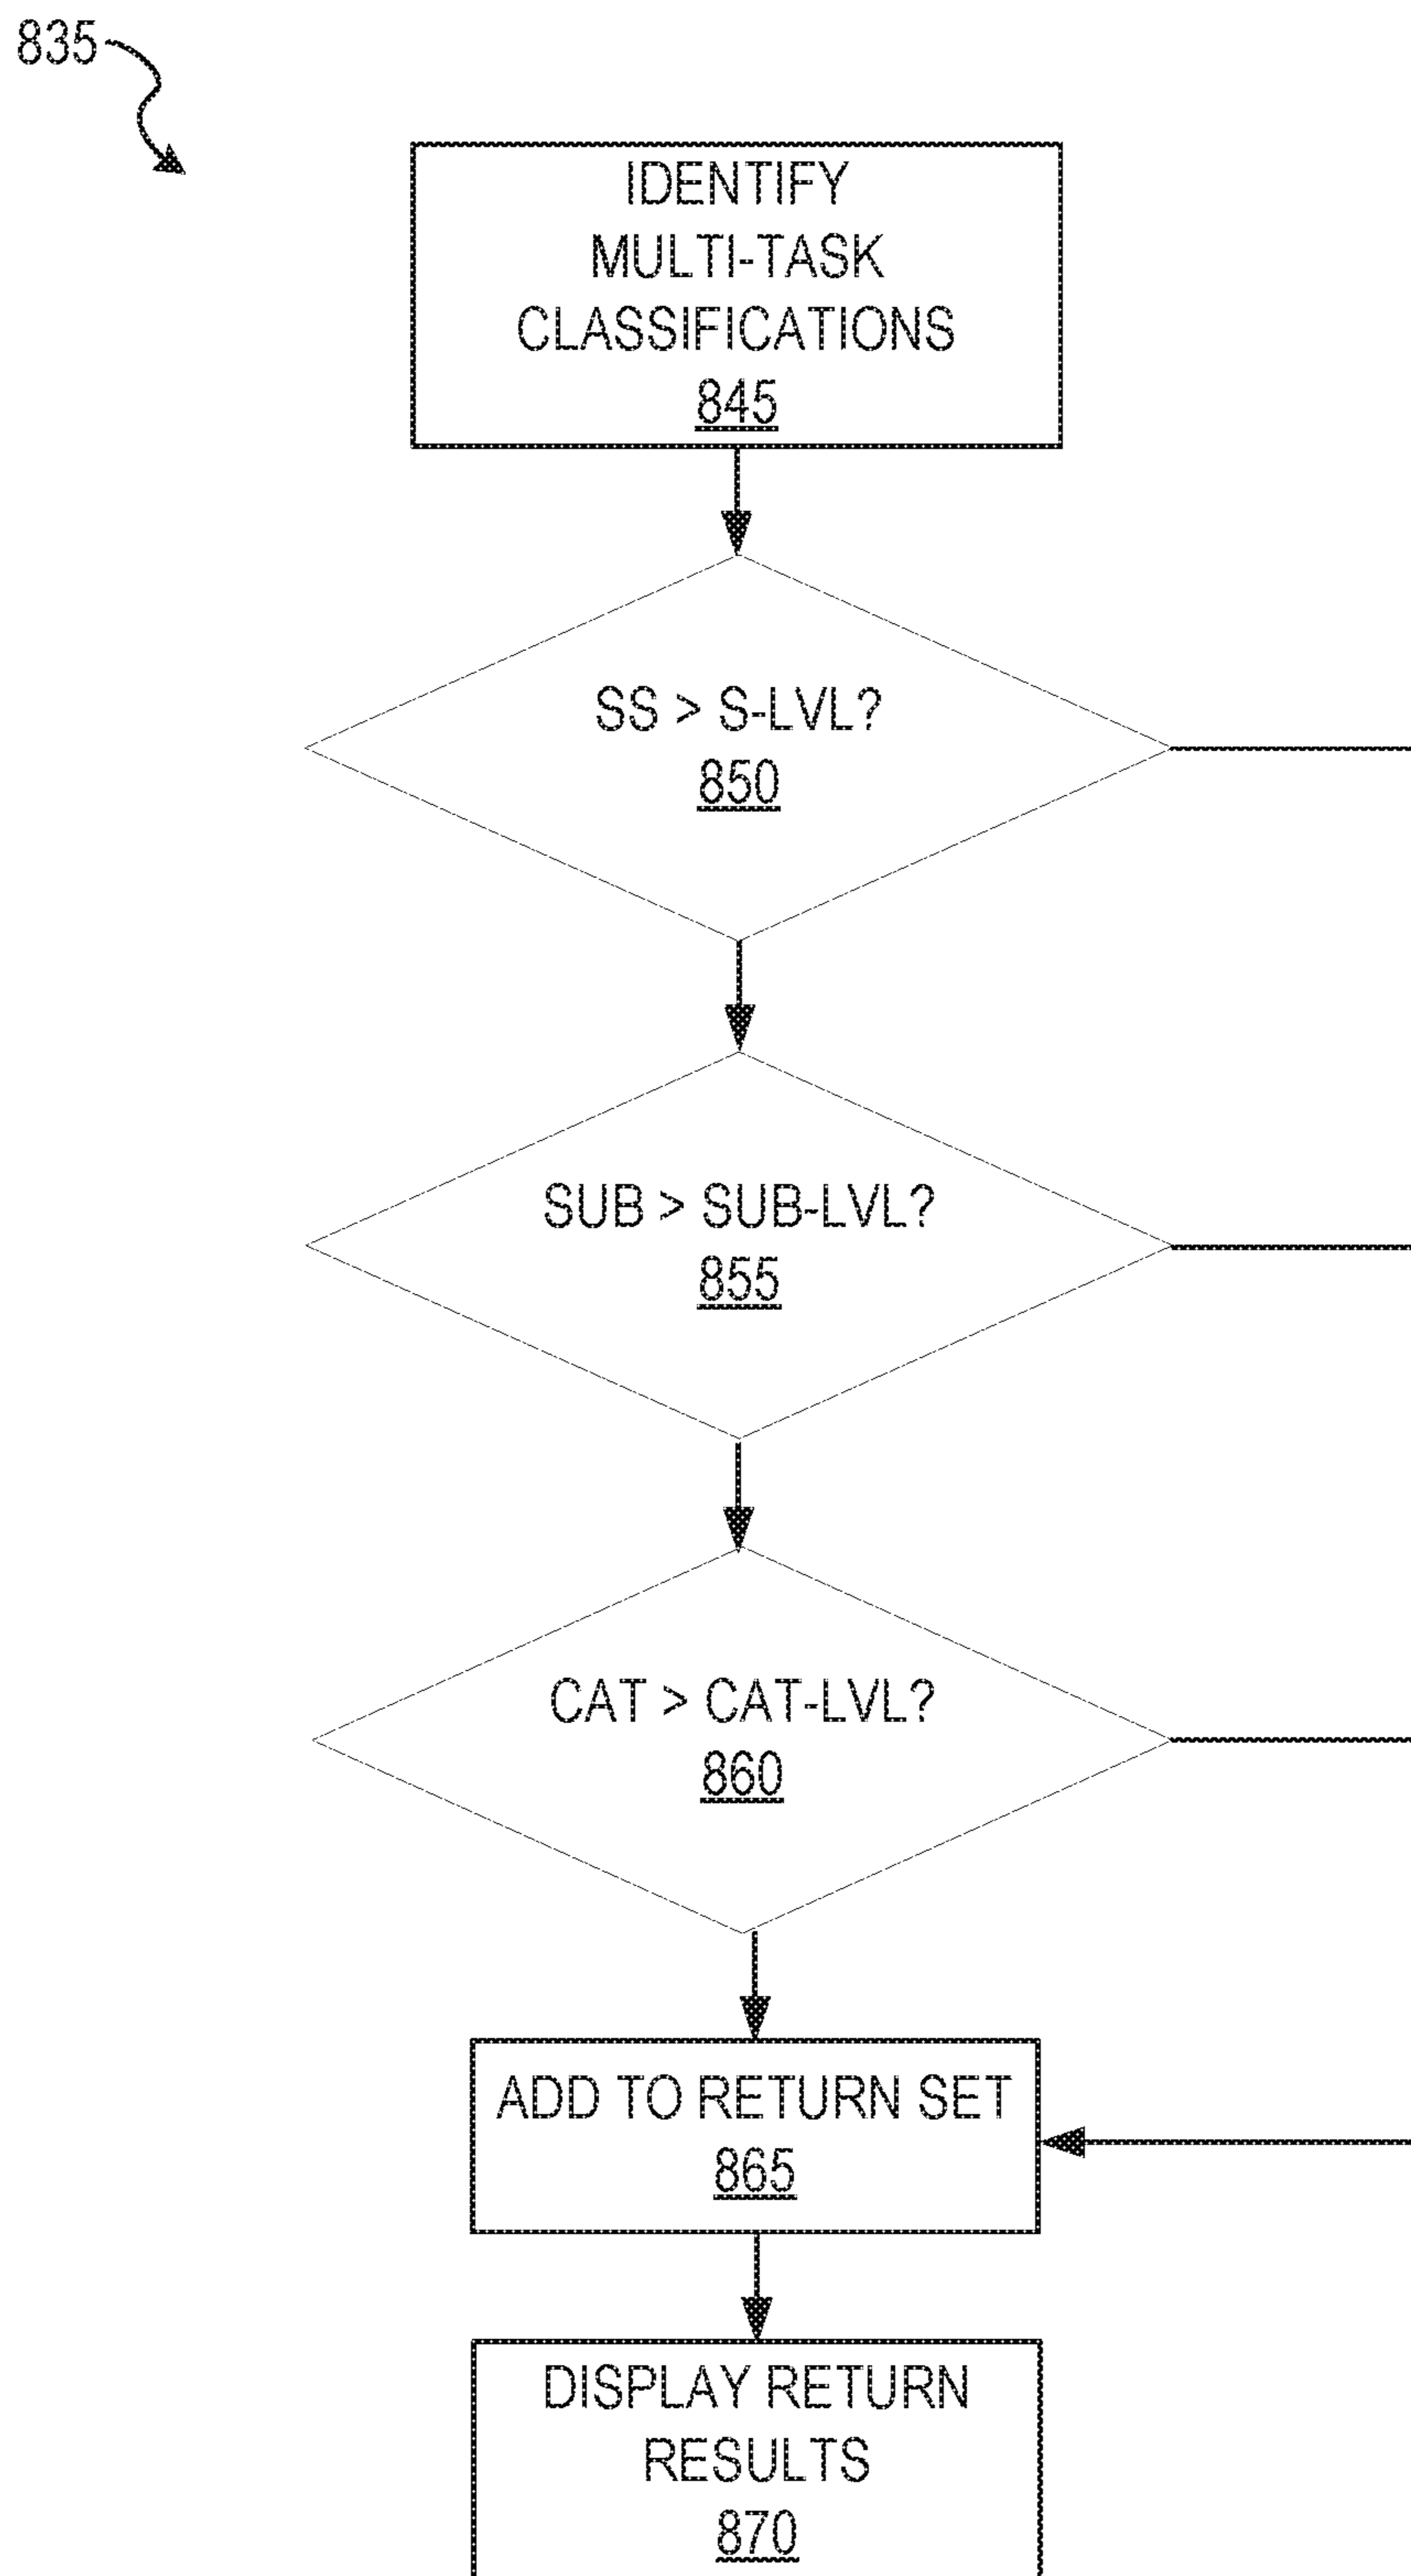 835
IDENTIFY
MULTI-TASK
CLASSIFICATIONS
845
SS > S-LVL?
850
SUB > SUB-LVL?
855
CAT > CAT-LVL?
860
ADD TO RETURN SET
865
DISPLAY RETURN
RESULTS
870